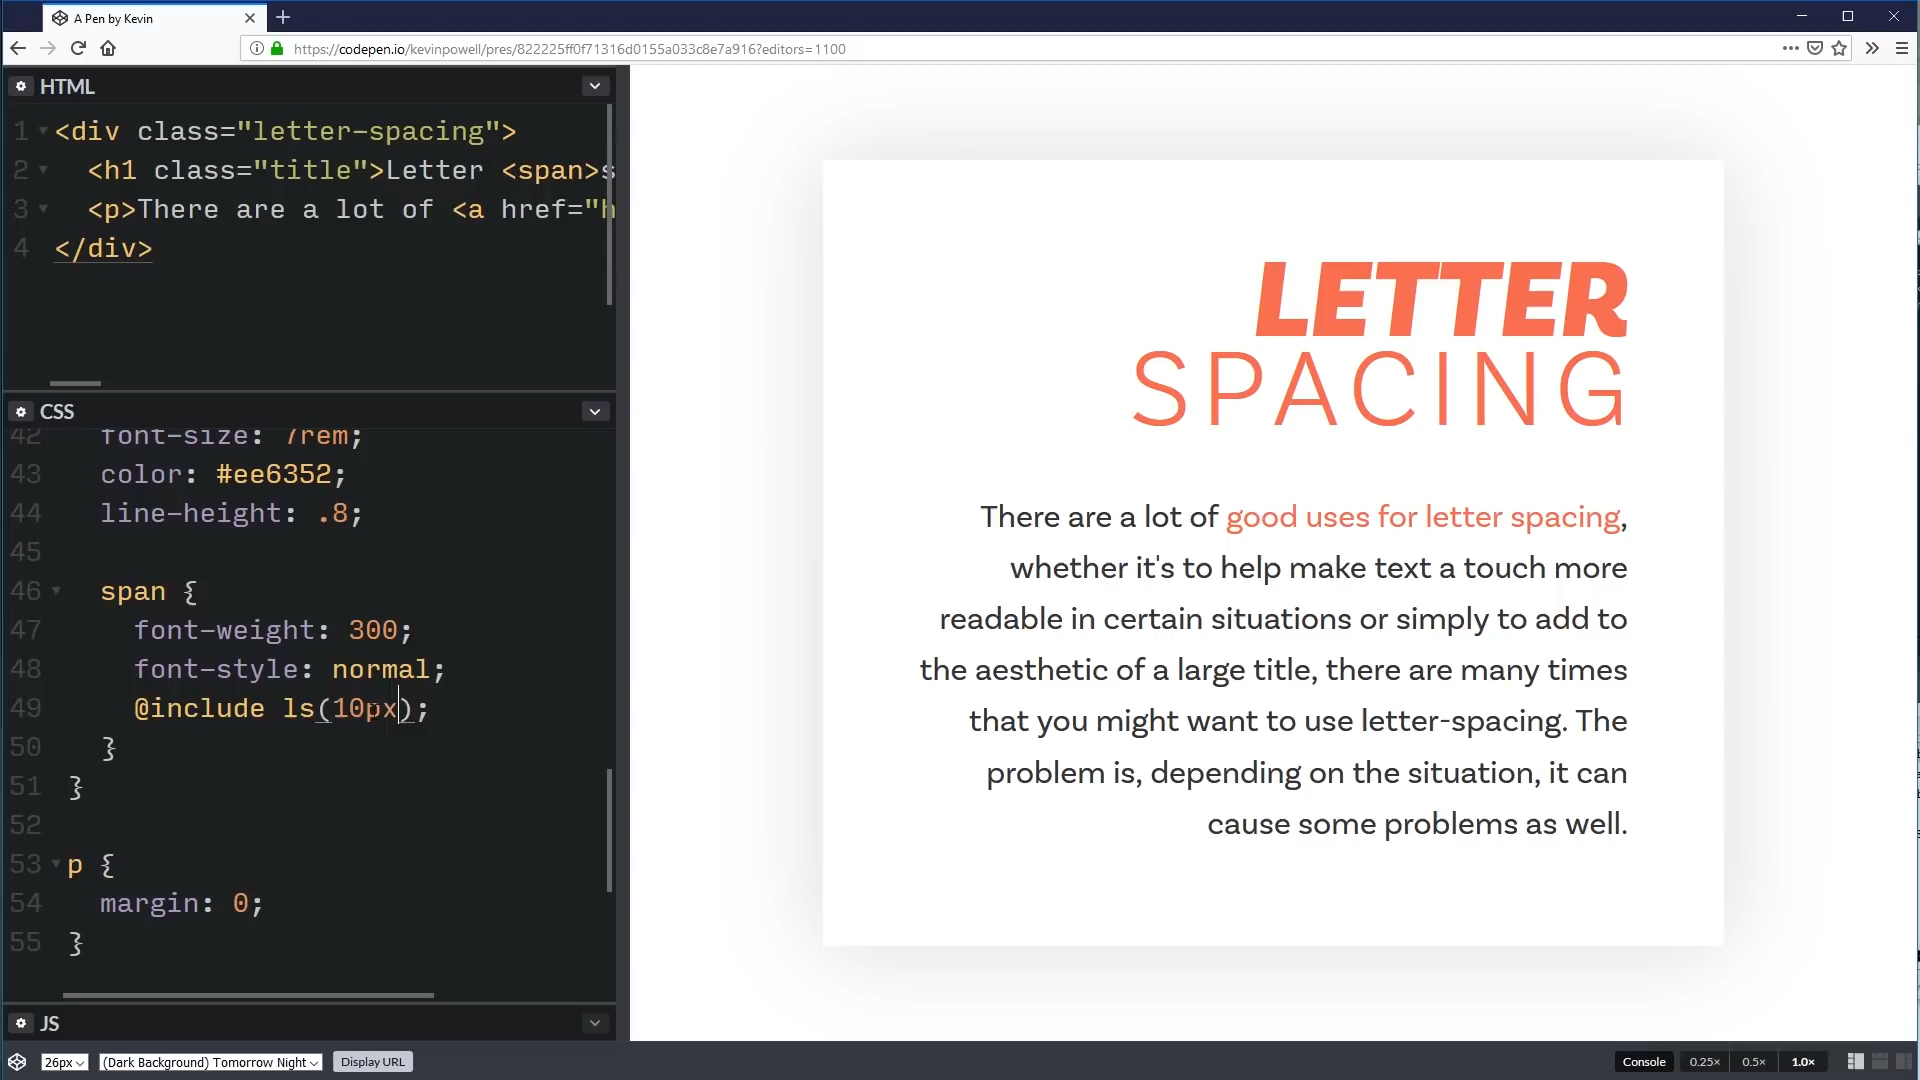 A Pen by Kevin
https://codepen.io/kevinpowell/pres/822225ff0f71316d0155a033c8e7a916?editors=1100
HTML
1 <div class="letter-spacing">
2 <h1 class="title">Letter <span>s
3 <p>There are a lot of <a href="h
4 </div>
CSS
42 font-size: 7rem;
43 color: #ee6352;
44 line-height: .8;
45
46 span {
47 font-weight: 300;
48 font-style: normal;
49 @include ls(10px);
50 }
51 }
52
53 p {
54 margin: 0;
55 }
JS
LETTER
SPACING
There are a lot of good uses for letter spacing,
whether it's to help make text a touch more
readable in certain situations or simply to add to
the aesthetic of a large title, there are many times
that you might want to use letter-spacing. The
problem is, depending on the situation, it can
cause some problems as well.
26px (Dark Background) Tomorrow Night Display URL Console 0.25× 0.5× 1.0×